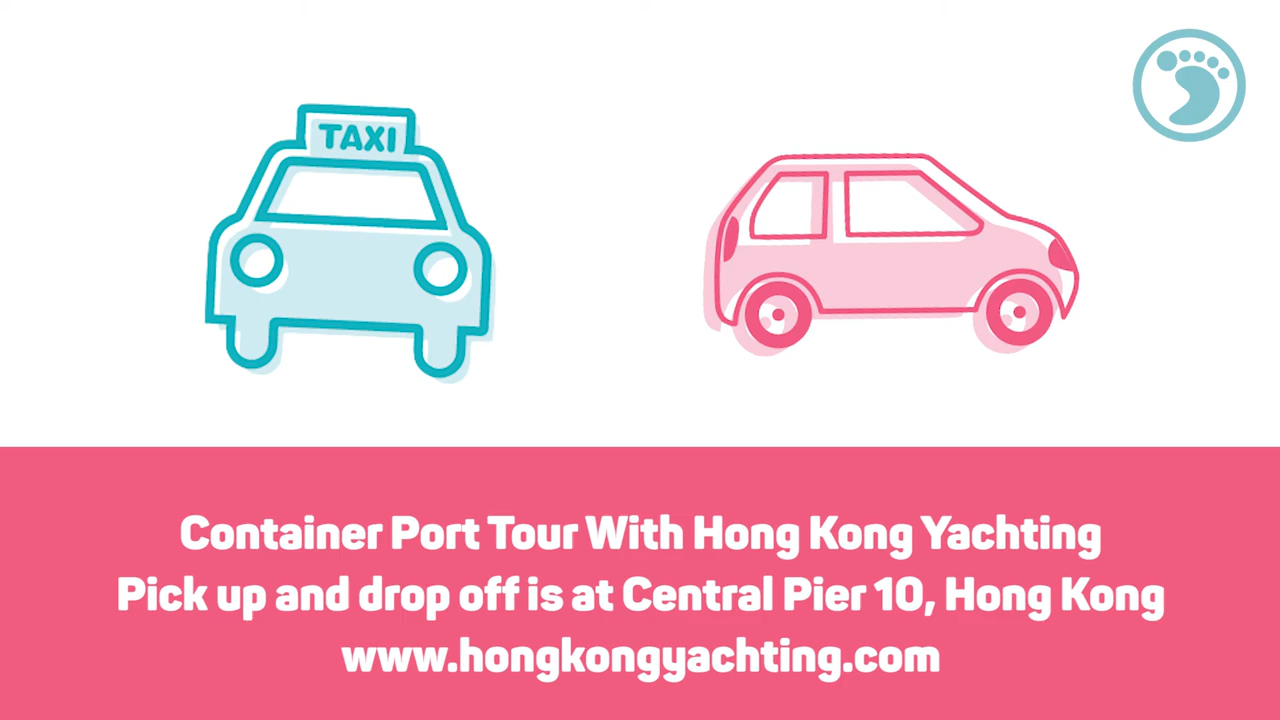 TAXI
Container Port Tour With Hong Kong Yachting
Pick up and drop off is at Central Pier 10, Hong Kong
www.hongkongyachting.com